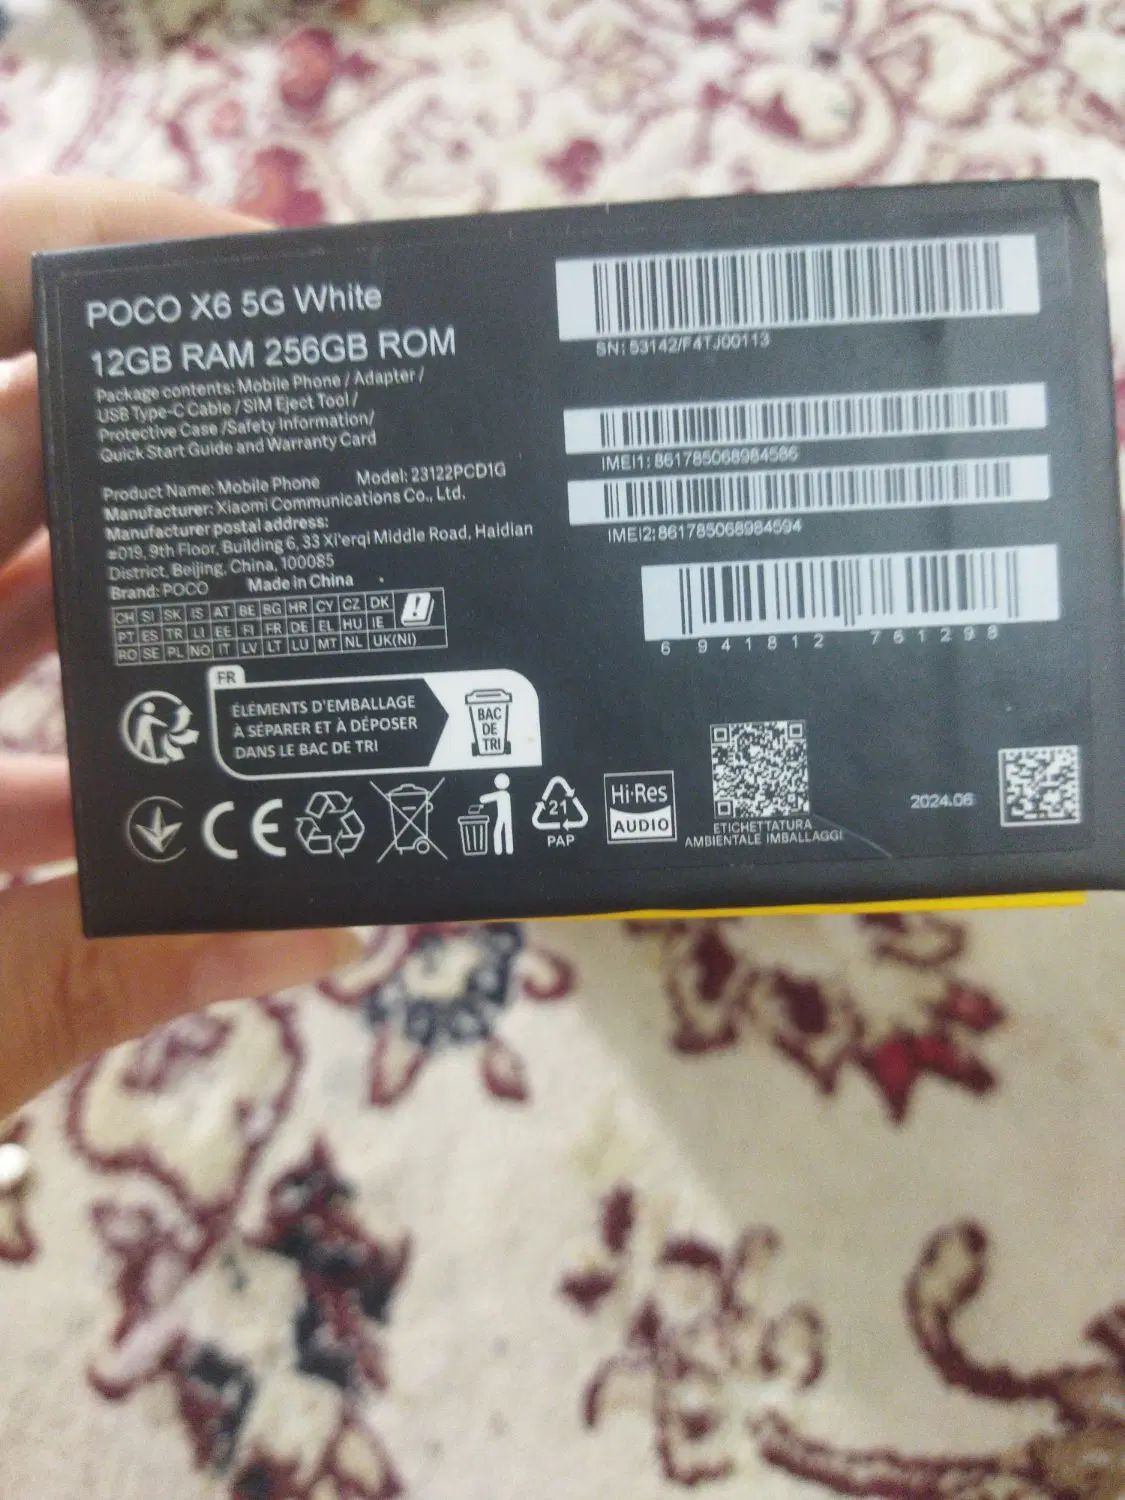 POCO X6 5G White
12GB RAM 256GB ROM
Package contents: Mobile Phone / Adapter /
USB Type-C Cable / SIM Eject Tool /
Protective Case /Safety Information/
Quick Start Guide and Warranty Card
Product Name: Mobile Phone Model: 23122PCD1G
Manufacturer: Xiaomi Communications Co., Ltd.
Manufacturer postal address:
#019, 9th Floor, Building 6, 33 Xi'erqi Middle Road, Haidian
District, Beijing, China, 100085
Brand: POCO Made in China
CH SI SK IS AT BE BG HR CY CZ DK
PT ES TR LI EE FI FR DE EL HU IE
RO SE PL NO IT LV LT LU MT NL UK(NI)
FR
ÉLÉMENTS D'EMBALLAGE
À SÉPARER ET À DÉPOSER
DANS LE BAC DE TRI
BAC
DE
TRI
CE
21
PAP
Hi-Res
AUDIO
SN: 53142/F4TJ00113
IMEI1: 861785068984586
IMEI2: 861785068984594
6 941812 761298
ETICHETTATURA
AMBIENTALE IMBALLAGGI
2024.06